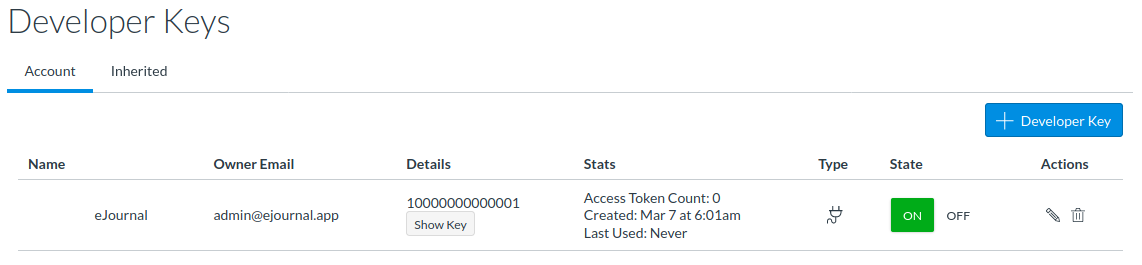 Developer Keys
Account Inherited
Developer Key
Name Owner Email Details Stats Type State Actions
eJournal admin@ejournal.app 10000000000001 Show Key Access Token Count: 0 ON OFF
Created: Mar 7 at 6:01am
Last Used: Never